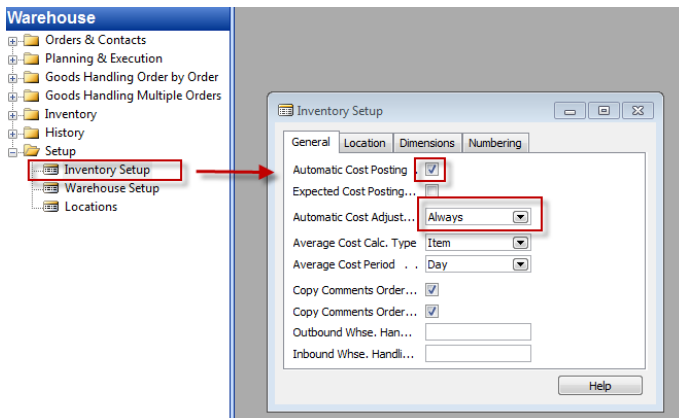 Warehouse
Orders & Contacts
Planning & Execution
Goods Handling Order by Order
Goods Handling Multiple Orders
Inventory
History
Setup
Inventory Setup
Warehouse Setup
Locations
Inventory Setup
General Location Dimensions Numbering
Automatic Cost Posting .
Expected Cost Posting...
Automatic Cost Adjust... Always
Average Cost Calc. Type Item
Average Cost Period . . Day
Copy Comments Order...
Copy Comments Order...
Outbound Whse. Han...
Inbound Whse. Handli...
Help